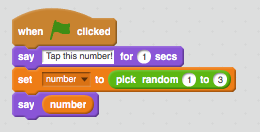 when clicked
say Tap this number! for 1 secs
set number to pick random 1 to 3
say number